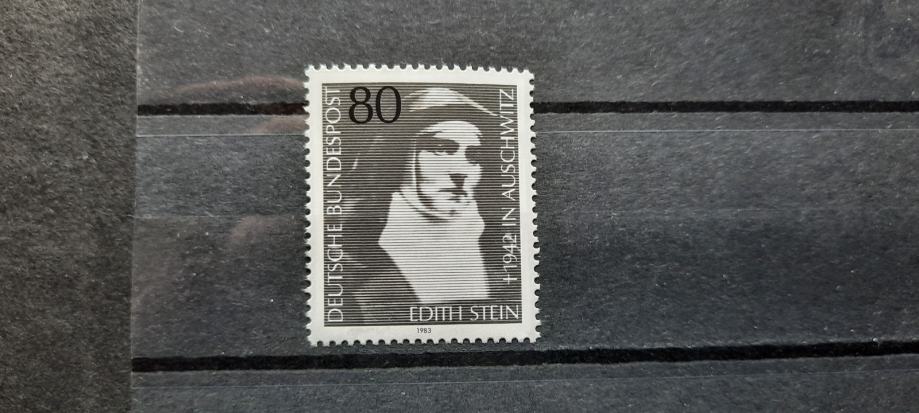 DEUTSCHE BUNDESPOST
80
†1942 IN AUSCHWITZ
EDITH STEIN
1983